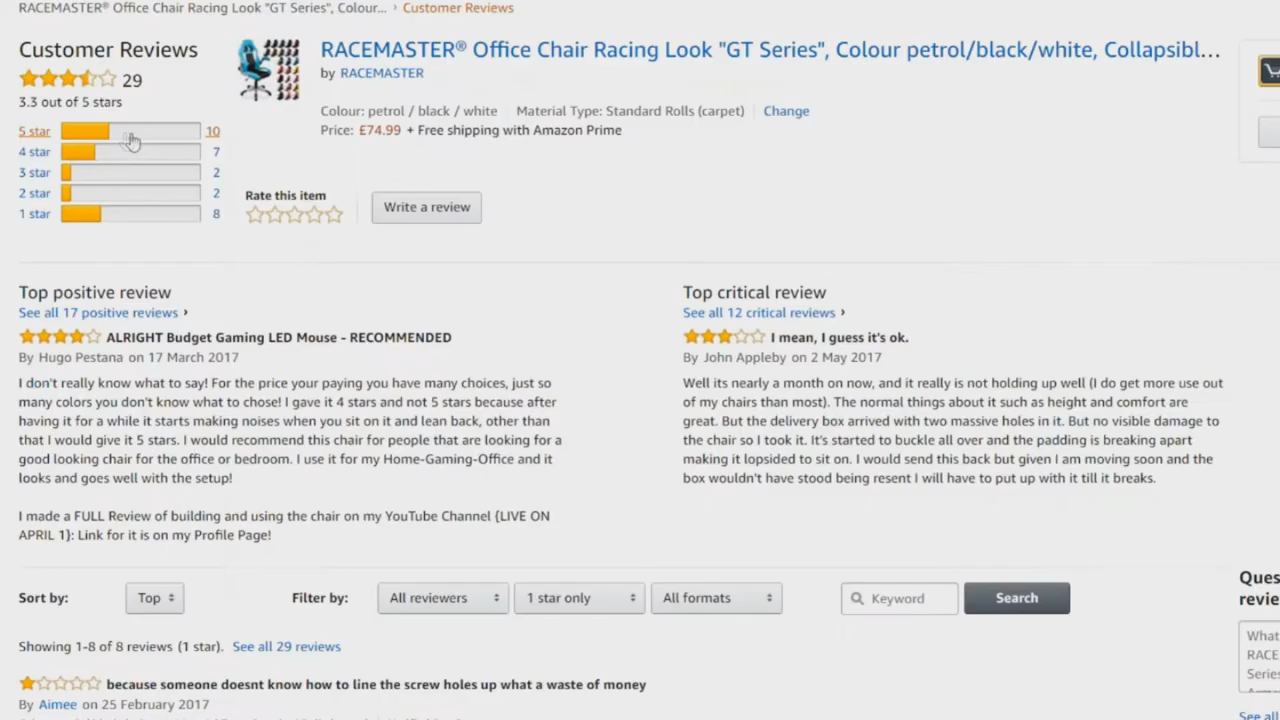 RACEMASTER® Office Chair Racing Look "GT Series", Colour... › Customer Reviews
Customer Reviews
29
3.3 out of 5 stars
5 star 10
4 star 7
3 star 2
2 star 2
1 star 8
RACEMASTER® Office Chair Racing Look "GT Series", Colour petrol/black/white, Collapsibl...
by RACEMASTER
Colour: petrol / black / white Material Type: Standard Rolls (carpet) Change
Price: £74.99 + Free shipping with Amazon Prime
Rate this item
Write a review
Top positive review
See all 17 positive reviews ›
ALRIGHT Budget Gaming LED Mouse - RECOMMENDED
By Hugo Pestana on 17 March 2017
I don't really know what to say! For the price your paying you have many choices, just so
many colors you don't know what to chose! I gave it 4 stars and not 5 stars because after
having it for a while it starts making noises when you sit on it and lean back, other than
that I would give it 5 stars. I would recommend this chair for people that are looking for a
good looking chair for the office or bedroom. I use it for my Home-Gaming-Office and it
looks and goes well with the setup!
I made a FULL Review of building and using the chair on my YouTube Channel {LIVE ON
APRIL 1}: Link for it is on my Profile Page!
Top critical review
See all 12 critical reviews ›
I mean, I guess it's ok.
By John Appleby on 2 May 2017
Well its nearly a month on now, and it really is not holding up well (I do get more use out
of my chairs than most). The normal things about it such as height and comfort are
great. But the delivery box arrived with two massive holes in it. But no visible damage to
the chair so I took it. It's started to buckle all over and the padding is breaking apart
making it lopsided to sit on. I would send this back but given I am moving soon and the
box wouldn't have stood being resent I will have to put up with it till it breaks.
Sort by: Top Filter by: All reviewers 1 star only All formats Keyword Search
Showing 1-8 of 8 reviews (1 star). See all 29 reviews
because someone doesnt know how to line the screw holes up what a waste of money
By Aimee on 25 February 2017
Ques
revie
What
RACE
Series
See all